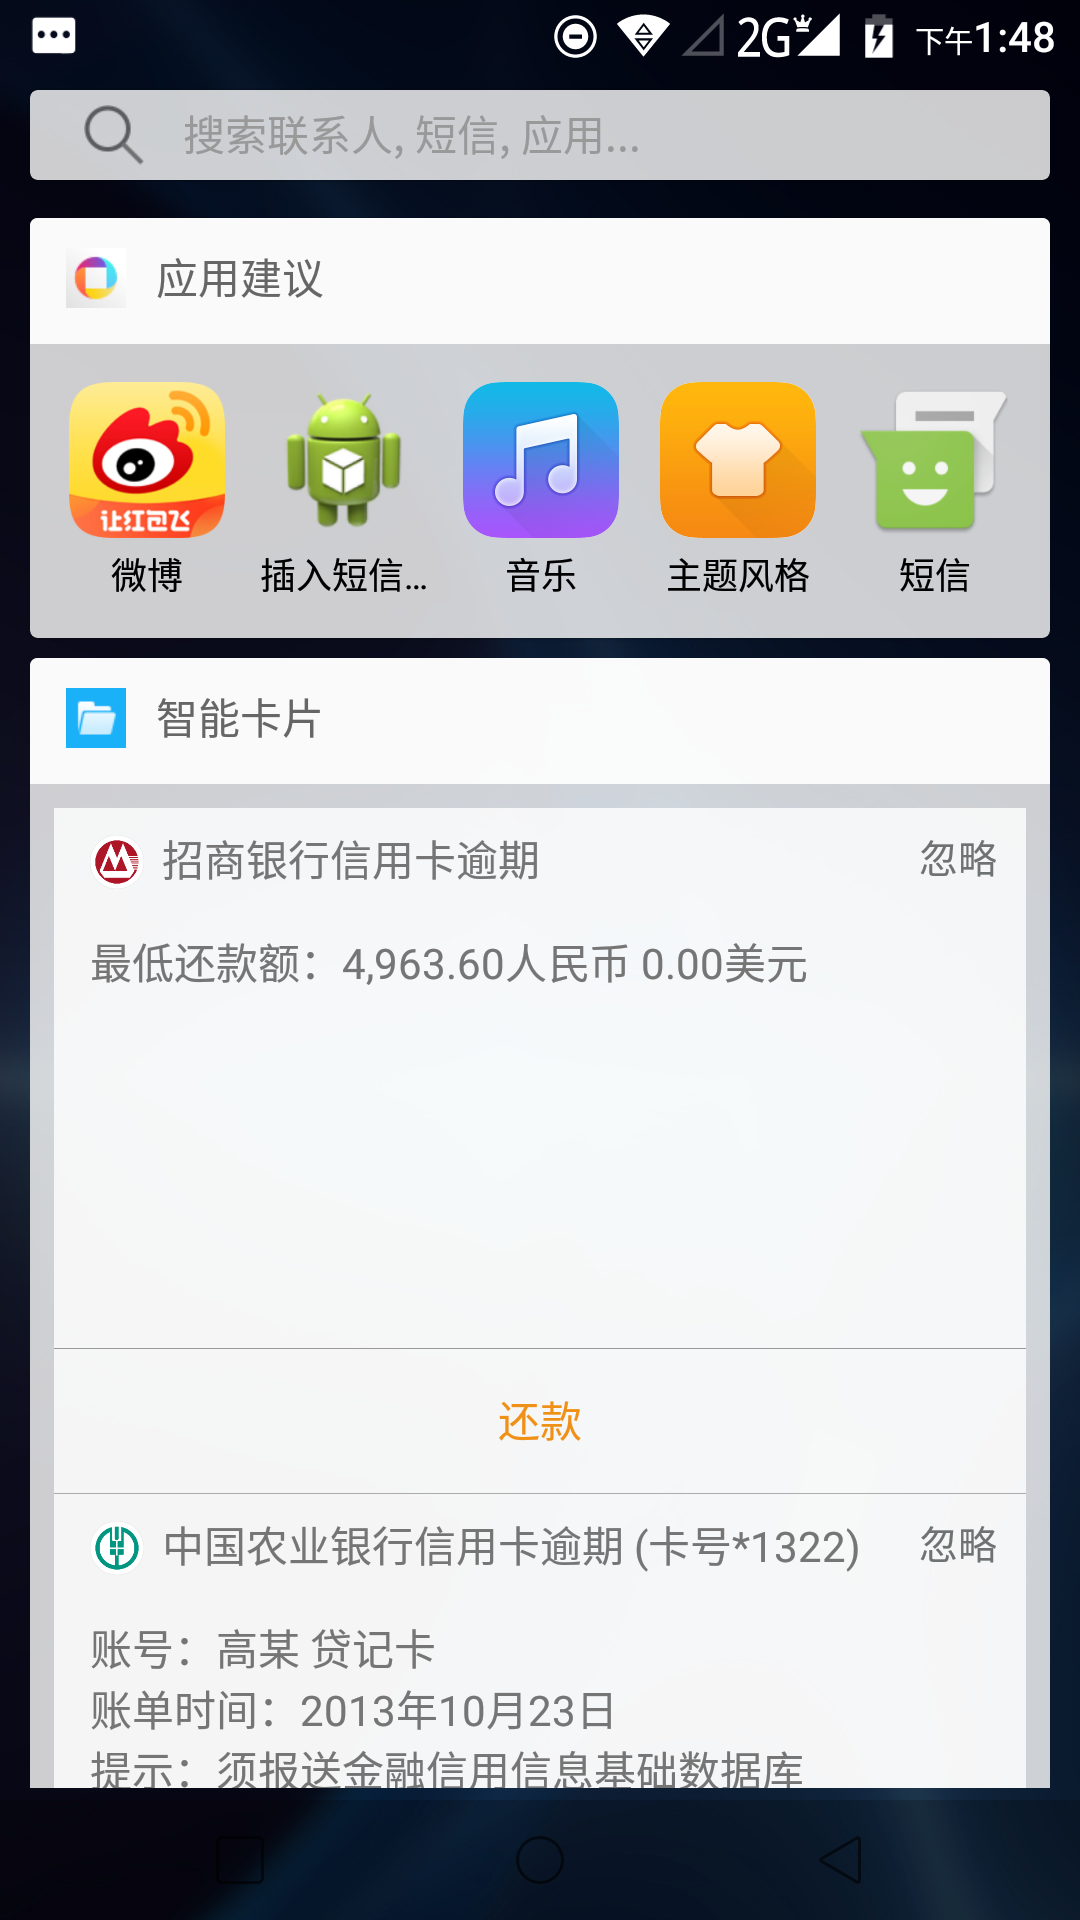 2G 下午1:48
搜索联系人, 短信, 应用...
应用建议
让红包飞
微博 插入短信... 音乐 主题风格 短信
智能卡片
招商银行信用卡逾期 忽略
最低还款额：4,963.60人民币 0.00美元
还款
中国农业银行信用卡逾期 (卡号*1322) 忽略
账号：高某 贷记卡
账单时间：2013年10月23日
提示：须报送金融信用信息基础数据库